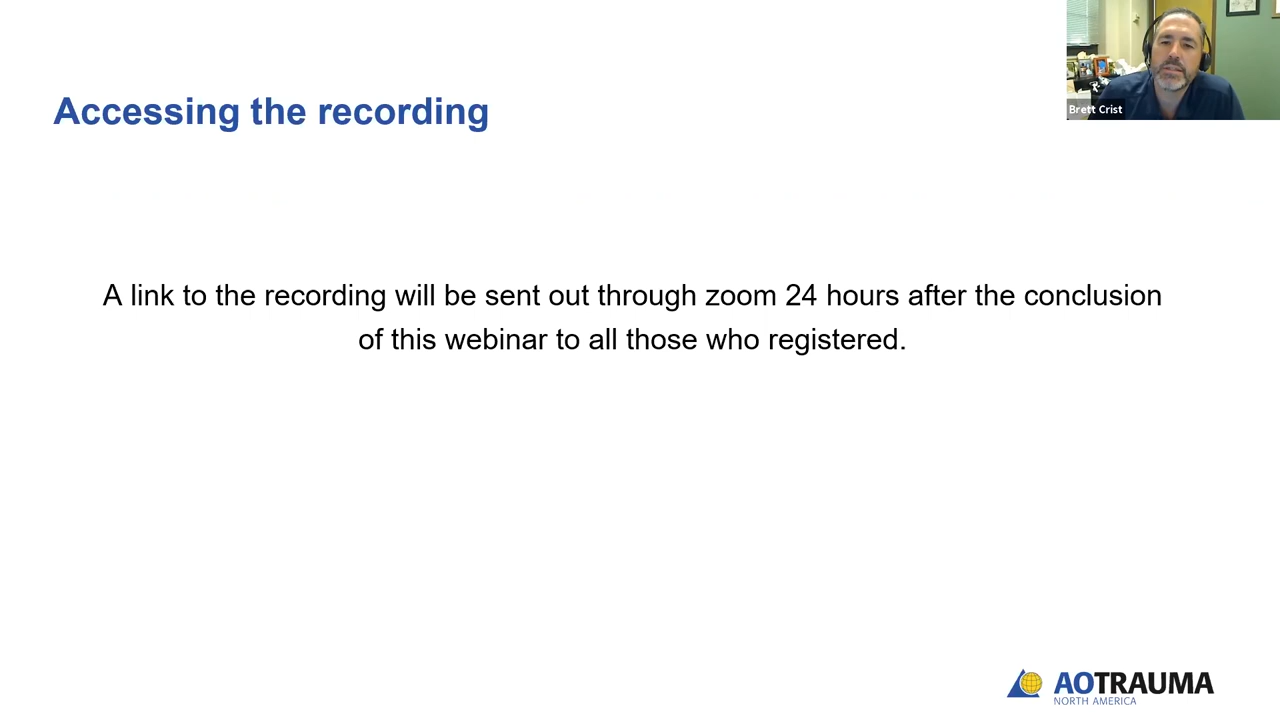 Brett Crist
Accessing the recording
A link to the recording will be sent out through zoom 24 hours after the conclusion
of this webinar to all those who registered.
AOTRAUMA
NORTH AMERICA